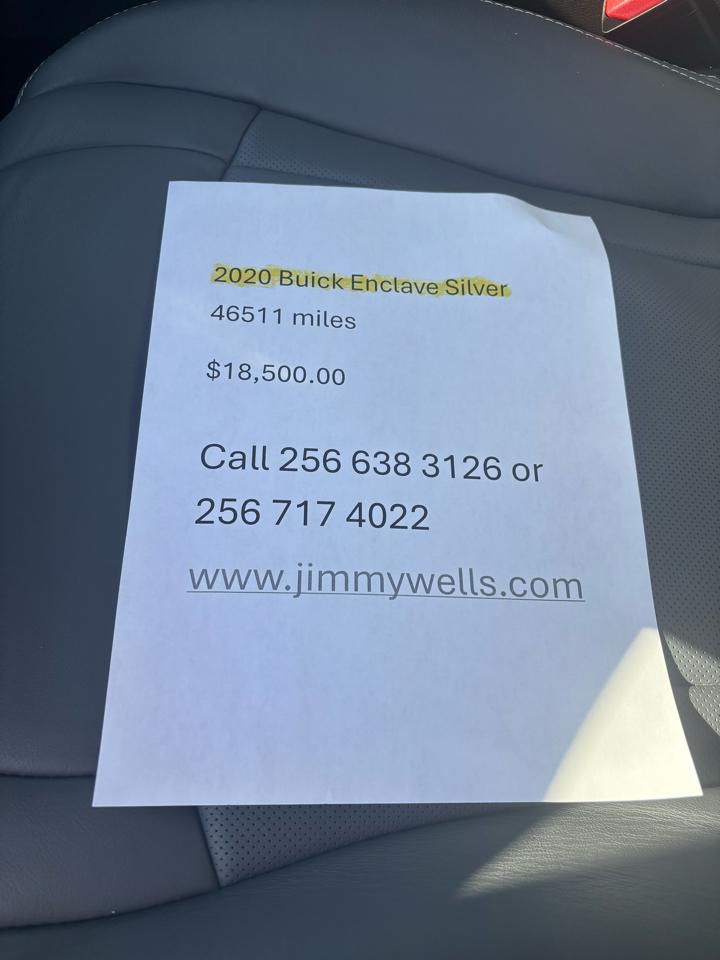 2020 Buick Enclave Silver
46511 miles
$18,500.00
Call 256 638 3126 or
256 717 4022
www.jimmywells.com